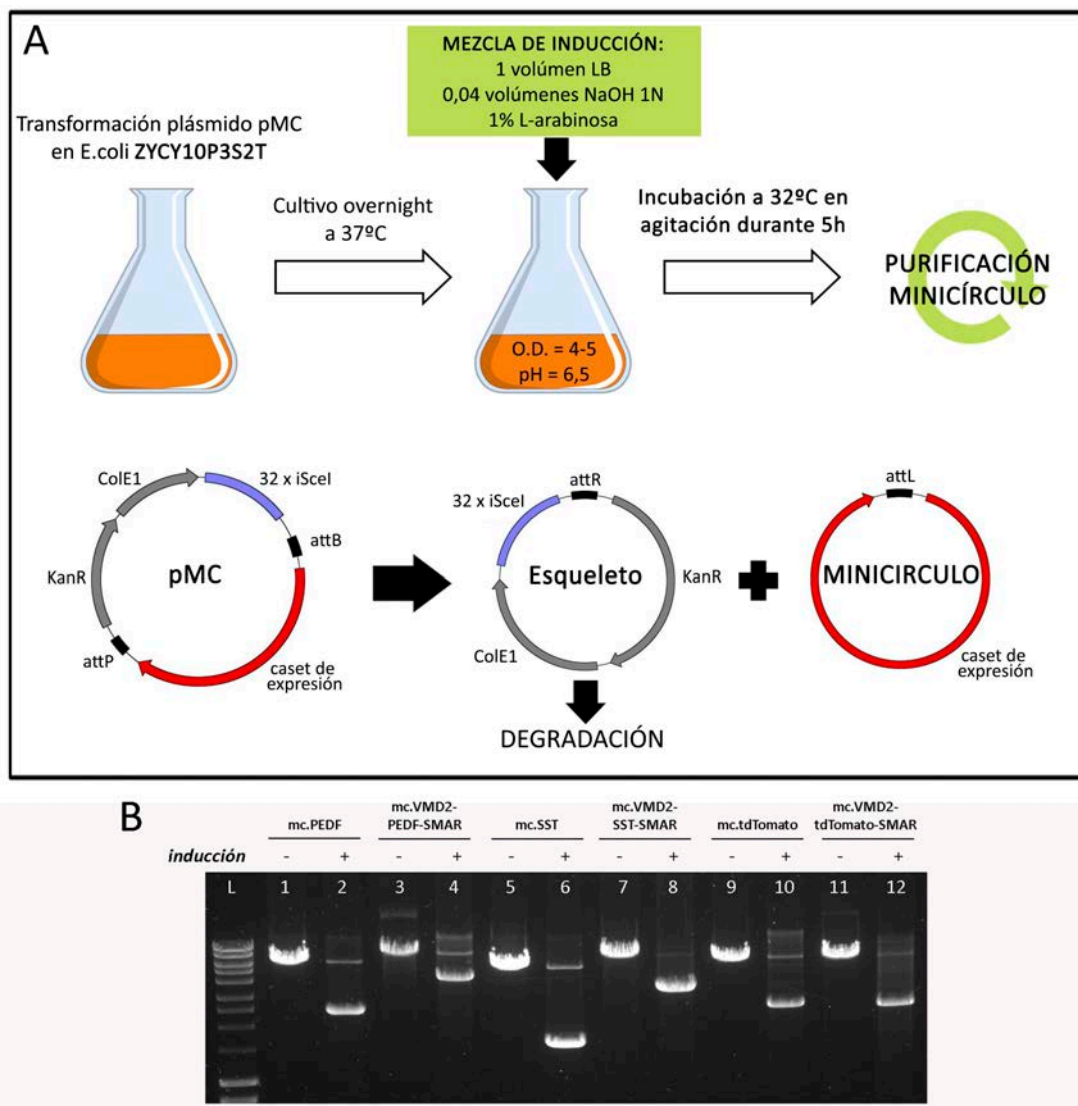 A
MEZCLA DE INDUCCIÓN:
1 volúmen LB
0,04 volúmenes NaOH 1N
1% L-arabinosa
Transformación plásmido pMC
en E.coli ZYCY10P3S2T
Cultivo overnight
a 37ºC
O.D. = 4-5
pH = 6,5
Incubación a 32ºC en
agitación durante 5h
PURIFICACIÓN
MINICÍRCULO
ColE1
32 x iSceI
attB
KanR
pMC
attP
caset de
expresión
attR
32 x iSceI
Esqueleto
KanR
ColE1
DEGRADACIÓN
attL
MINICIRCULO
caset de
expresión
B
mc.PEDF
mc.VMD2-
PEDF-SMAR
mc.SST
mc.VMD2-
SST-SMAR
mc.tdTomato
mc.VMD2-
tdTomato-SMAR
inducción - + - + - + - + - + - +
L 1 2 3 4 5 6 7 8 9 10 11 12